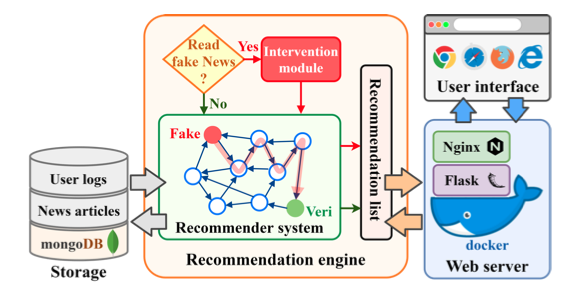 Read
fake News
?
Yes
Intervention
module
No
Fake
Veri
Recommender system
Recommendation list
Recommendation engine
User logs
News articles
mongoDB
Storage
User interface
Nginx
N
Flask
docker
Web server